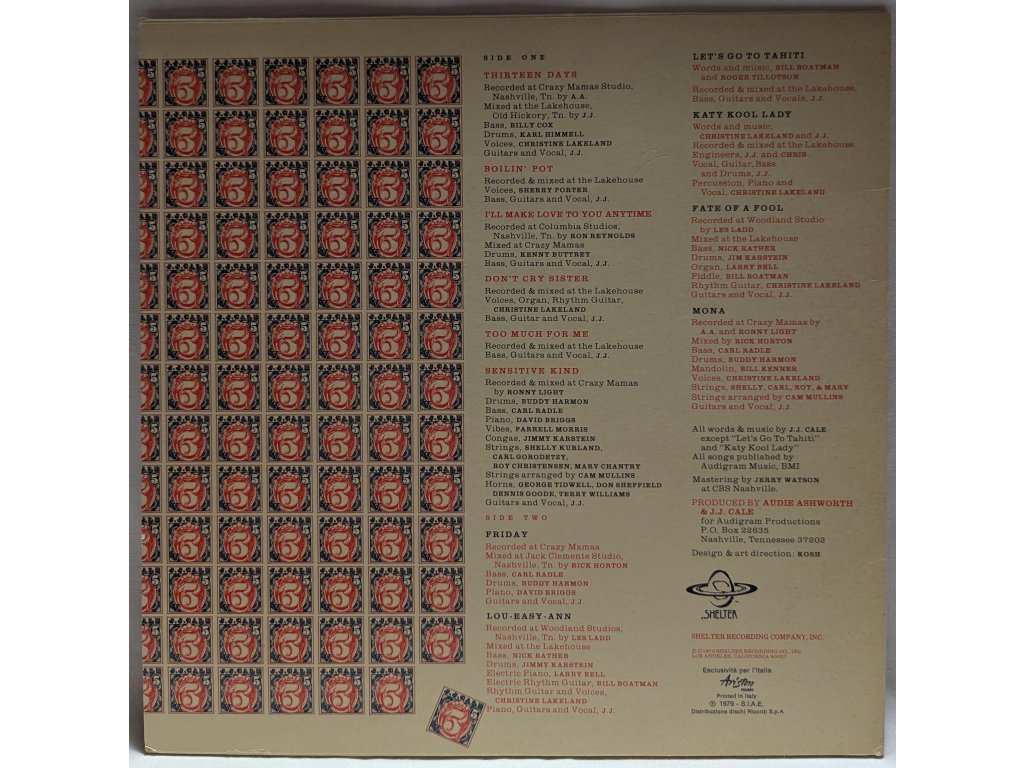 SIDE ONE
THIRTEEN DAYS
Recorded at Crazy Mamas Studio,
Nashville, Tn. by A.A.
Mixed at the Lakehouse,
Old Hickory, Tn. by J.J.
Bass, BILLY COX
Drums, KARL HIMMELL
Voices, CHRISTINE LAKELAND
Guitars and Vocal, J.J.
BOILIN' POT
Recorded & mixed at the Lakehouse
Voices, SHERRY PORTER
Bass, Guitars and Vocal, J.J.
I'LL MAKE LOVE TO YOU ANYTIME
Recorded at Columbia Studios,
Nashville, Tn. by RON REYNOLDS
Mixed at Crazy Mamas
Drums, KENNY BUTTREY
Bass, Guitars and Vocal, J.J.
DON'T CRY SISTER
Recorded & mixed at the Lakehouse
Voices, Organ, Rhythm Guitar,
CHRISTINE LAKELAND
Bass, Guitar and Vocal, J.J.
TOO MUCH FOR ME
Recorded & mixed at the Lakehouse
Bass, Guitars and Vocal, J.J.
SENSITIVE KIND
Recorded & mixed at Crazy Mamas
by RONNY LIGHT
Drums, BUDDY HARMON
Bass, CARL RADLE
Piano, DAVID BRIGGS
Vibes, FARRELL MORRIS
Congas, JIMMY KARSTEIN
Strings, SHELLY KURLAND,
CARL GORODETZY,
ROY CHRISTENSEN, MARV CHANTRY
Strings arranged by CAM MULLINS
Horns, GEORGE TIDWELL, DON SHEFFIELD
DENNIS GOODE, TERRY WILLIAMS
Guitars and Vocal, J.J.
SIDE TWO
FRIDAY
Recorded at Crazy Mamas
Mixed at Jack Clements Studio,
Nashville, Tn. by RICK HORTON
Bass, CARL RADLE
Drums, BUDDY HARMON
Piano, DAVID BRIGGS
Guitars and Vocal, J.J.
LOU-EASY-ANN
Recorded at Woodland Studios,
Nashville, Tn. by LES LADD
Mixed at the Lakehouse
Bass, NICK RATHER
Drums, JIMMY KARSTEIN
Electric Piano, LARRY BELL
Electric Rhythm Guitar, BILL BOATMAN
Rhythm Guitar and Voices,
CHRISTINE LAKELAND
Piano, Guitars and Vocal, J.J.
LET'S GO TO TAHITI
Words and music, BILL BOATMAN
and ROGER TILLOTSON
Recorded & mixed at the Lakehouse,
Bass, Guitars and Vocals, J.J.
KATY KOOL LADY
Words and music,
CHRISTINE LAKELAND and J.J.
Recorded & mixed at the Lakehouse
Engineers, J.J. and CHRIS
Vocal, Guitar, Bass
and Drums, J.J.
Percussion, Piano and
Vocal, CHRISTINE LAKELAND
FATE OF A FOOL
Recorded at Woodland Studio
by LES LADD
Mixed at the Lakehouse
Bass, NICK RATHER
Drums, JIM KARSTEIN
Organ, LARRY BELL
Fiddle, BILL BOATMAN
Rhythm Guitar, CHRISTINE LAKELAND
Guitars and Vocal, J.J.
MONA
Recorded at Crazy Mamas by
A.A. and RONNY LIGHT
Mixed by RICK HORTON
Bass, CARL RADLE
Drums, BUDDY HARMON
Mandolin, BILL KENNER
Voices, CHRISTINE LAKELAND
Strings, SHELLY, CARL, ROY, & MARV
Strings arranged by CAM MULLINS
Guitars and Vocal, J.J.
All words & music by J.J. CALE
except "Let's Go To Tahiti"
and "Katy Kool Lady"
All songs published by
Audigram Music, BMI
Mastering by JERRY WATSON
at CBS Nashville.
PRODUCED BY AUDIE ASHWORTH
& J.J. CALE
for Audigram Productions
P.O. Box 22635
Nashville, Tennessee 37202
Design & art direction: KOSH
SHELTER
SHELTER RECORDING COMPANY, INC.
℗ © 1979 SHELTER RECORDING CO., INC.
LOS ANGELES, CALIFORNIA 90027
Esclusività per l'Italia
Ariston
music
Printed in Italy
© 1979 - S.I.A.E.
Distribuzione dischi Ricordi S.p.A
J.J. CALE 5
5